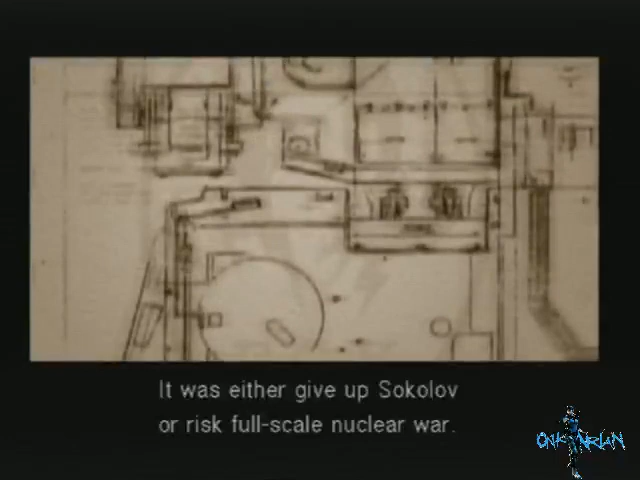 It was either give up Sokolov
or risk full-scale nuclear war.